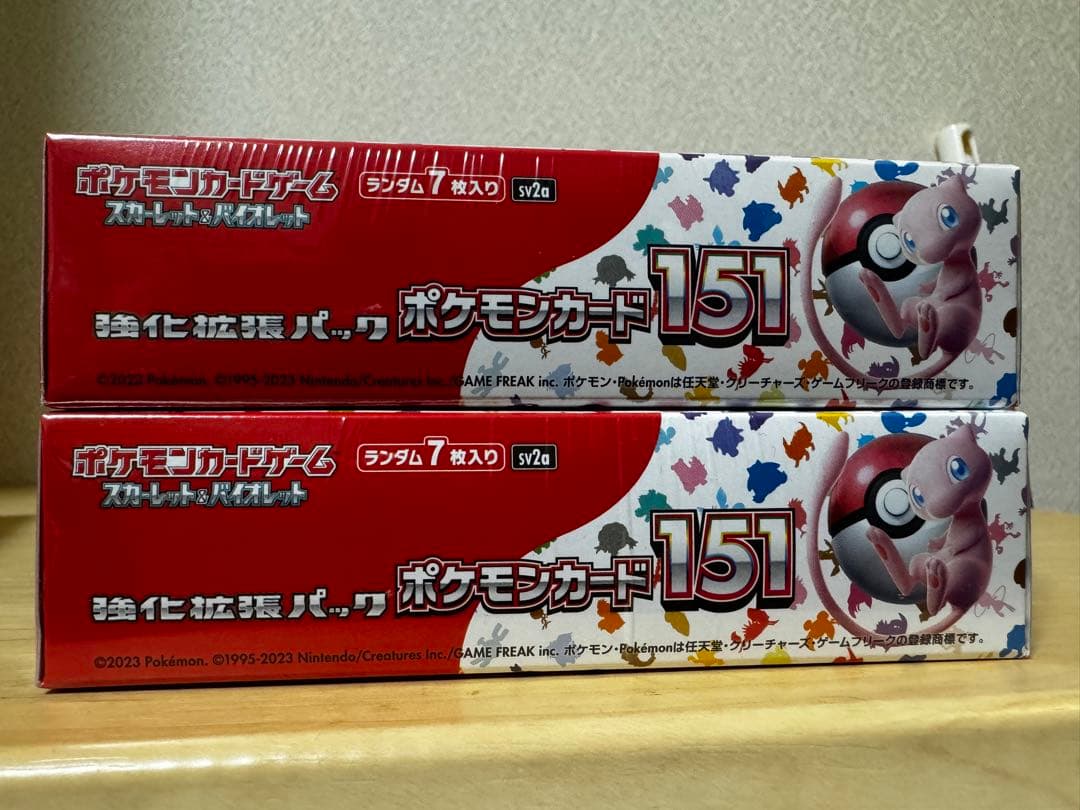 ポケモンカードゲーム
スカーレット&バイオレット
ランダム7枚入り
sv2a
強化拡張パック
ポケモンカード151
©2023 Pokémon. ©1995-2023 Nintendo/Creatures Inc./GAME FREAK inc. ポケモン・Pokémonは任天堂・クリーチャーズ・ゲームフリークの登録商標です。
ポケモンカードゲーム
スカーレット&バイオレット
ランダム7枚入り
sv2a
強化拡張パック
ポケモンカード151
©2023 Pokémon. ©1995-2023 Nintendo/Creatures Inc./GAME FREAK inc. ポケモン・Pokémonは任天堂・クリーチャーズ・ゲームフリークの登録商標です。